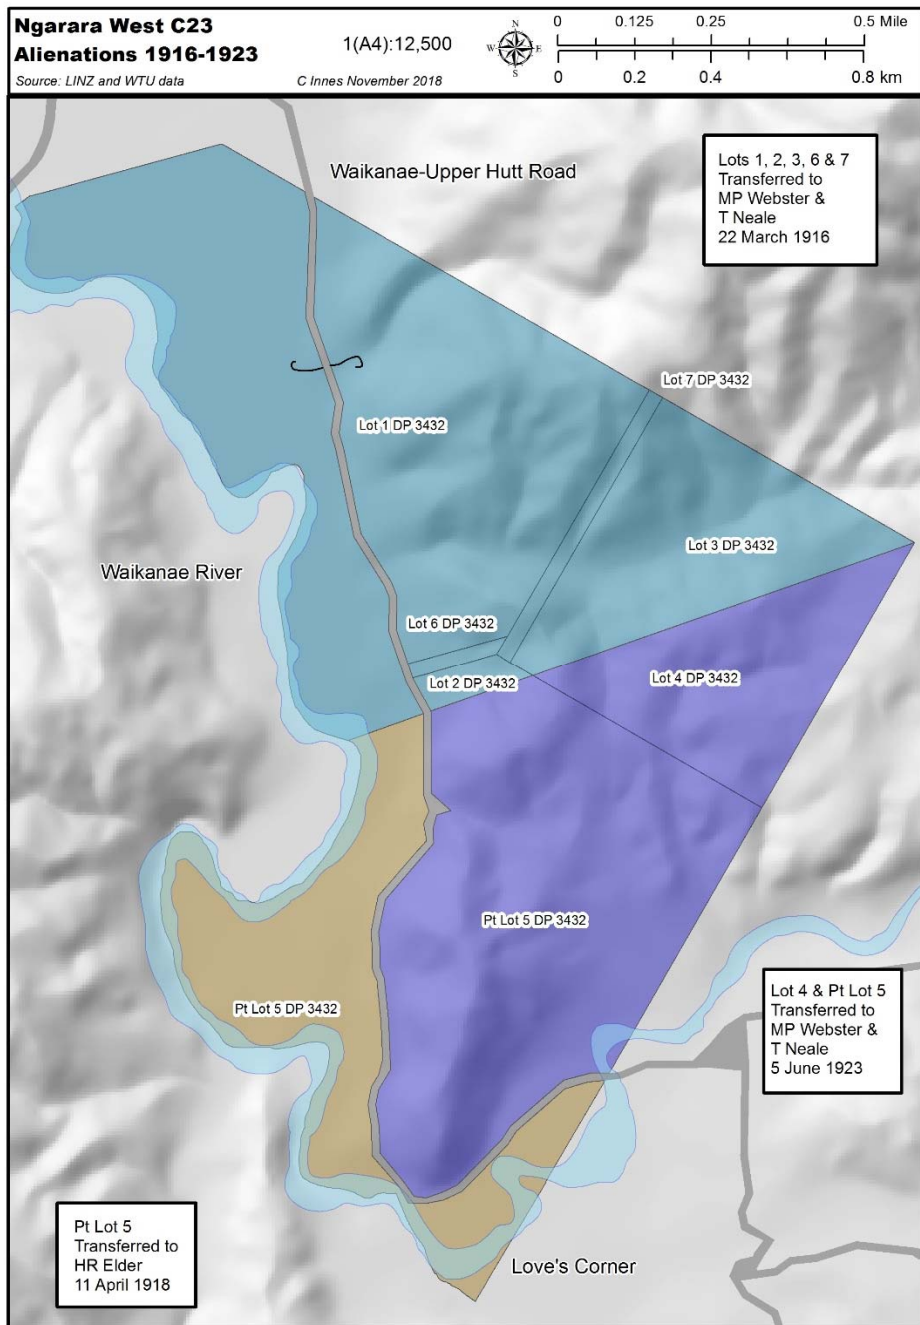 Ngarara West C23
Alienations 1916-1923
Source: LINZ and WTU data
1(A4):12,500
C Innes November 2018
N
W E
S
0 0.125 0.25 0.5 Mile
0 0.2 0.4 0.8 km
Waikanae-Upper Hutt Road
Lots 1, 2, 3, 6 & 7
Transferred to
MP Webster &
T Neale
22 March 1916
Lot 7 DP 3432
Lot 1 DP 3432
Lot 3 DP 3432
Waikanae River
Lot 6 DP 3432
Lot 2 DP 3432
Lot 4 DP 3432
Pt Lot 5 DP 3432
Pt Lot 5 DP 3432
Lot 4 & Pt Lot 5
Transferred to
MP Webster &
T Neale
5 June 1923
Pt Lot 5
Transferred to
HR Elder
11 April 1918
Love's Corner